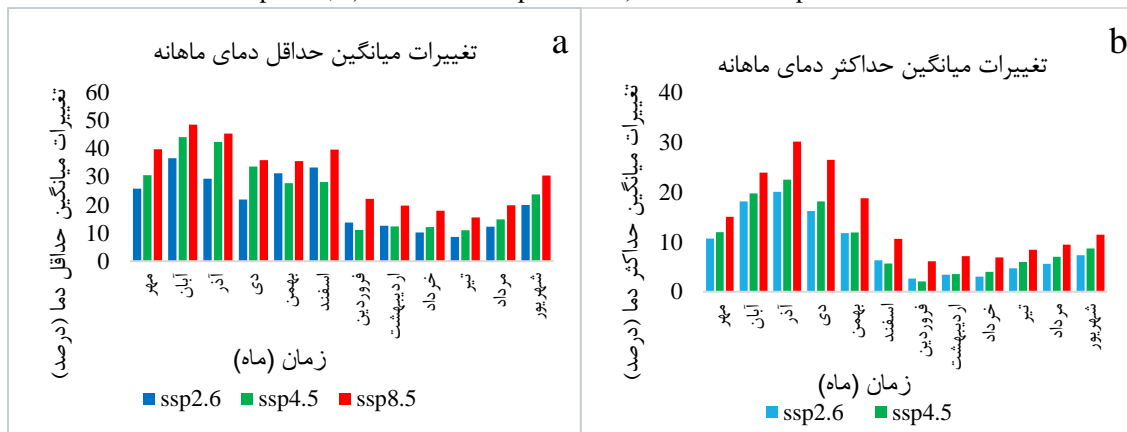 a
تغییرات میانگین حداقل دمای ماهانه
تغییرات میانگین حداقل دما (درصد)
60
50
40
30
20
10
0
مهر
آبان
آذر
دی
بهمن
اسفند
فروردین
اردیبهشت
خرداد
تیر
مرداد
شهریور
زمان (ماه)
ssp2.6 ssp4.5 ssp8.5
b
تغییرات میانگین حداکثر دمای ماهانه
تغییرات میانگین حداکثر دما (درصد)
40
30
20
10
0
مهر
آبان
آذر
دی
بهمن
اسفند
فروردین
اردیبهشت
خرداد
تیر
مرداد
شهریور
زمان (ماه)
ssp2.6 ssp4.5